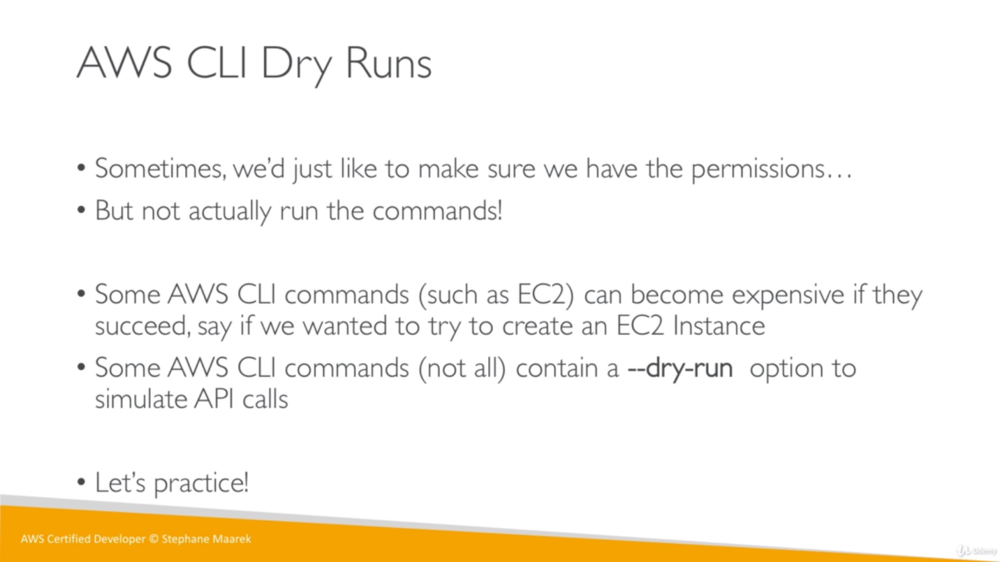 AWS CLI Dry Runs
• Sometimes, we'd just like to make sure we have the permissions…
• But not actually run the commands!
• Some AWS CLI commands (such as EC2) can become expensive if they
succeed, say if we wanted to try to create an EC2 Instance
• Some AWS CLI commands (not all) contain a --dry-run option to
simulate API calls
• Let's practice!
AWS Certified Developer © Stephane Maarek
Udemy